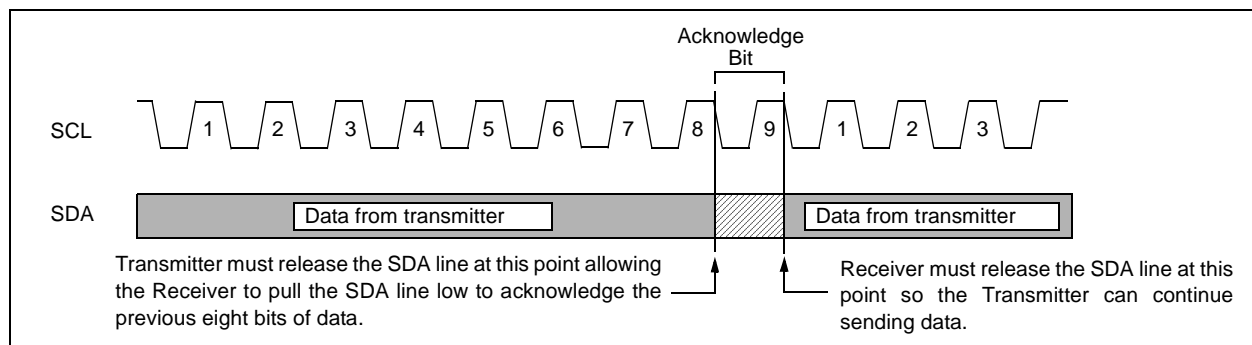 Acknowledge
Bit
SCL
1 2 3 4 5 6 7 8 9 1 2 3
SDA
Data from transmitter
Data from transmitter
Transmitter must release the SDA line at this point allowing
the Receiver to pull the SDA line low to acknowledge the
previous eight bits of data.
Receiver must release the SDA line at this
point so the Transmitter can continue
sending data.